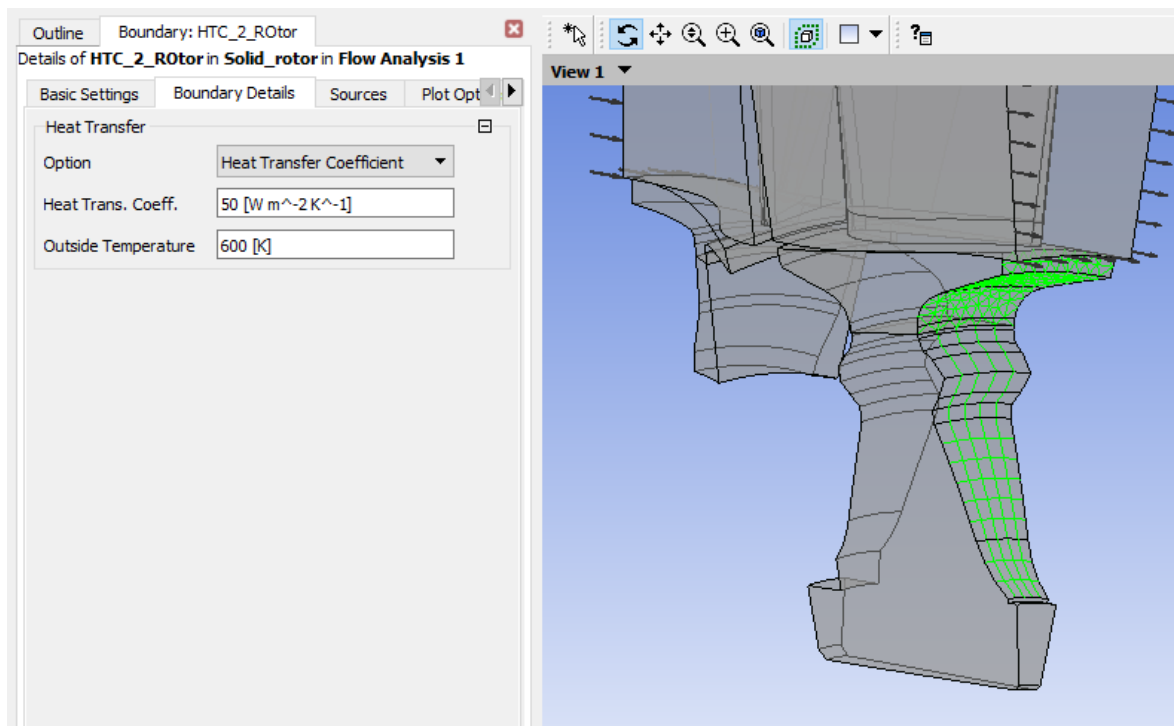 Outline Boundary: HTC_2_ROtor
Details of HTC_2_ROtor in Solid_rotor in Flow Analysis 1
Basic Settings Boundary Details Sources Plot Opt
Heat Transfer
Option Heat Transfer Coefficient
Heat Trans. Coeff. 50 [W m^-2 K^-1]
Outside Temperature 600 [K]
View 1